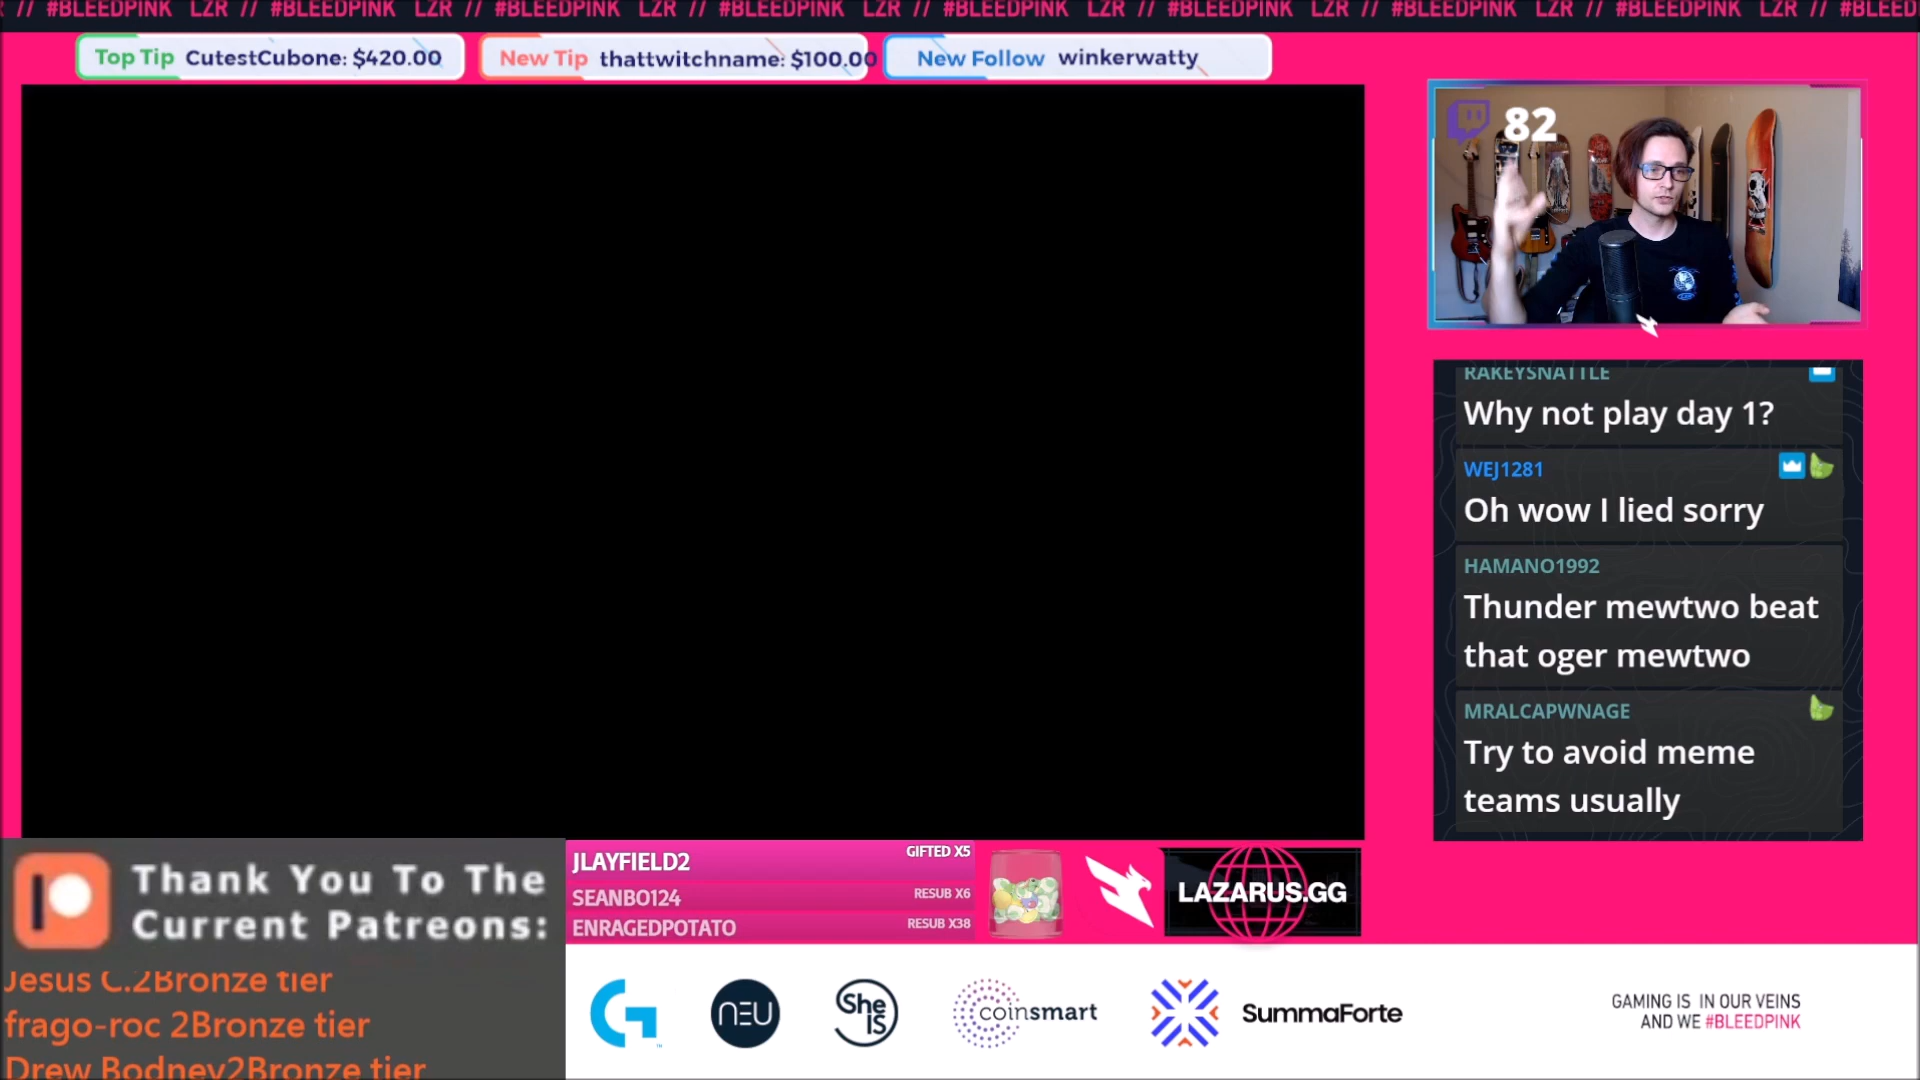 // #BLEEDPINK LZR // #BLEEDPINK LZR // #BLEEDPINK LZR // #BLEEDPINK LZR // #BLEEDPINK LZR // #BLEEDPINK LZR // #BLEEDPINK LZR // #BLEEDPINK LZR // #BLEED
Top Tip CutestCubone: $420.00
New Tip thattwitchname: $100.00
New Follow winkerwatty
82
RAKEYSNATTLE
Why not play day 1?
WEJ1281
Oh wow I lied sorry
HAMANO1992
Thunder mewtwo beat
that oger mewtwo
MRALCAPWNAGE
Try to avoid meme
teams usually
Thank You To The
Current Patreons:
Jesus C.2Bronze tier
frago-roc 2Bronze tier
Drew Bodney2Bronze tier
JLAYFIELD2 GIFTED X5
SEANBO124 RESUB X6
ENRAGEDPOTATO RESUB X38
LAZARUS.GG
G
NEU
She
IS
coinsmart
SummaForte
GAMING IS IN OUR VEINS
AND WE #BLEEDPINK